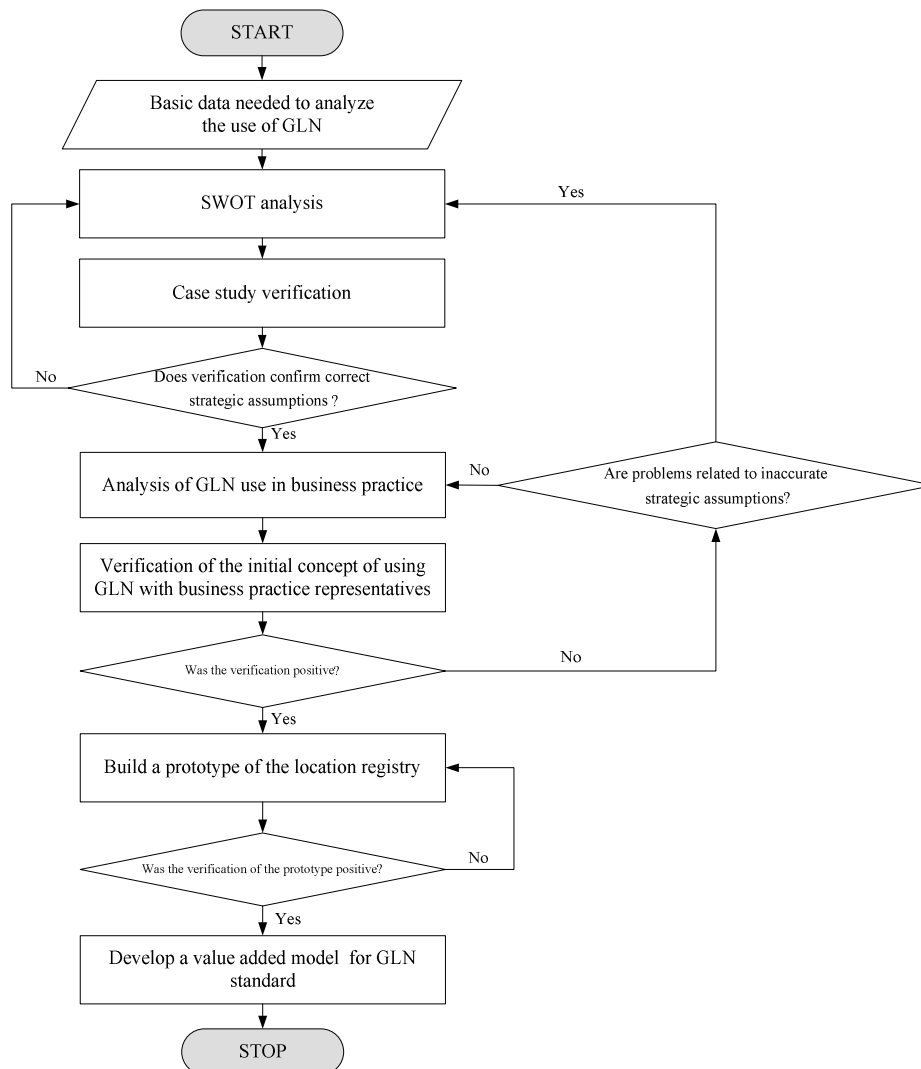 START
Basic data needed to analyze
the use of GLN
Yes
SWOT analysis
Case study verification
No
Does verification confirm correct
strategic assumptions ?
Yes
Analysis of GLN use in business practice
No
Are problems related to inaccurate
strategic assumptions?
Verification of the initial concept of using
GLN with business practice representatives
Was the verification positive?
No
Yes
Build a prototype of the location registry
Was the verification of the prototype positive?
No
Yes
Develop a value added model for GLN
standard
STOP